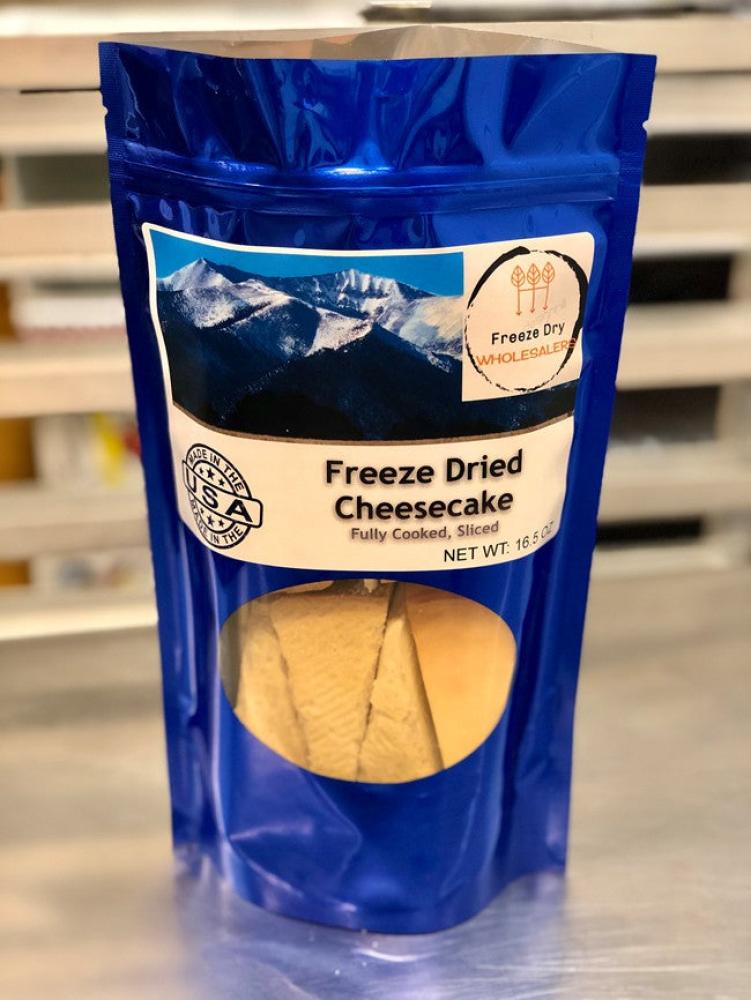 Freeze Dry
WHOLESALERS
MADE IN THE
USA
MADE IN THE
Freeze Dried
Cheesecake
Fully Cooked, Sliced
NET WT: 16.5 OZ